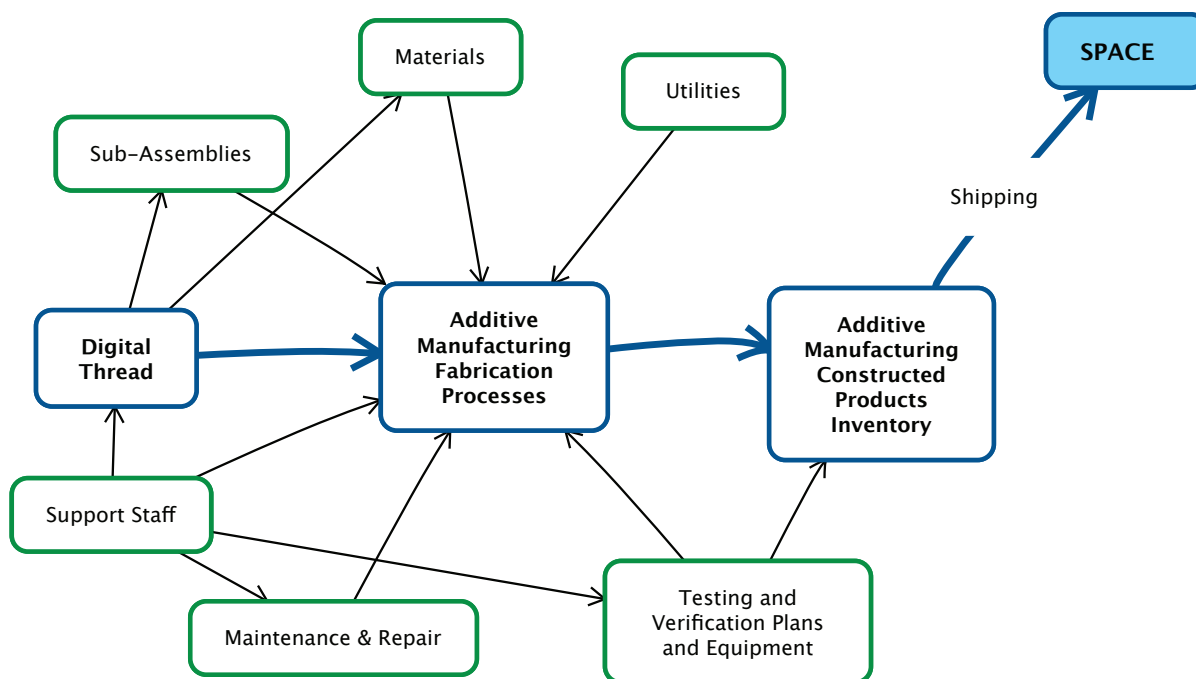 Materials
SPACE
Utilities
Sub-Assemblies
Shipping
Digital
Thread
Additive
Manufacturing
Fabrication
Processes
Additive
Manufacturing
Constructed
Products
Inventory
Support Staff
Maintenance & Repair
Testing and
Verification Plans
and Equipment